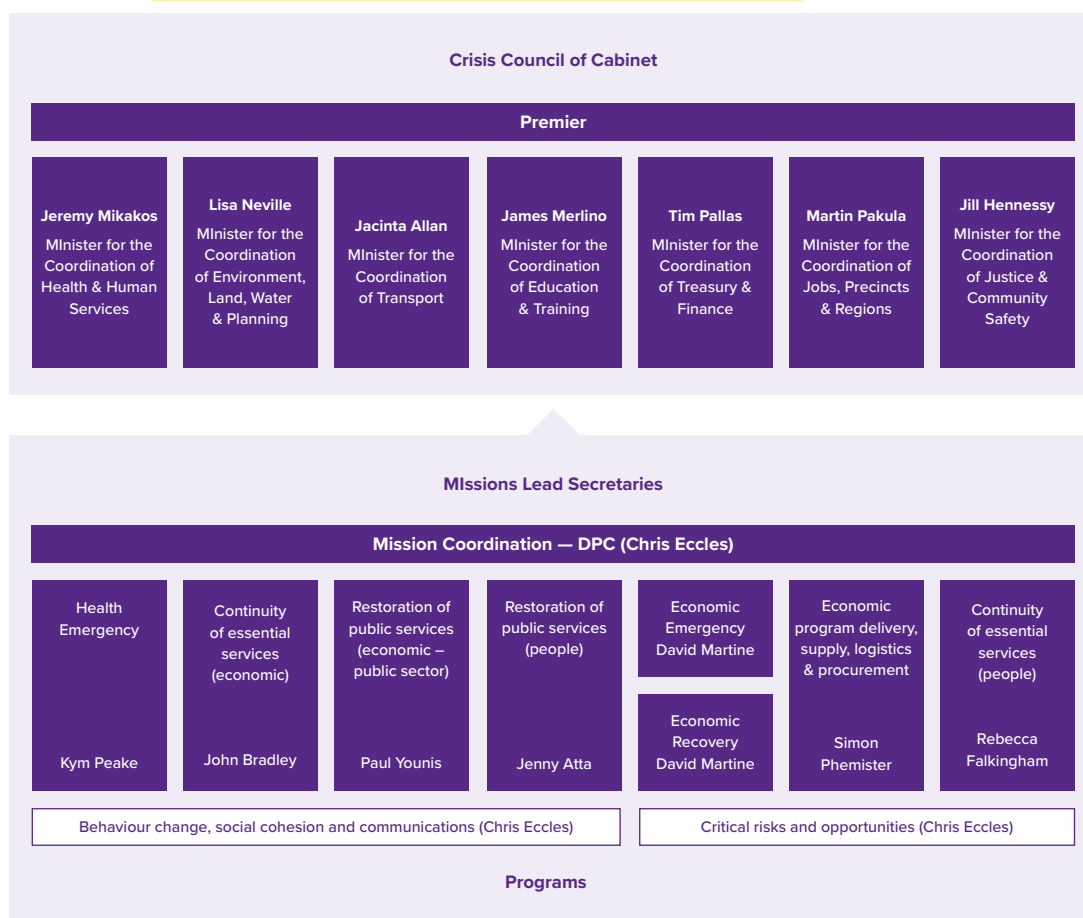 Crisis Council of Cabinet
Premier
Jeremy Mikakos
MInister for the
Coordination of
Health & Human
Services
Lisa Neville
MInister for the
Coordination
of Environment,
Land, Water
& Planning
Jacinta Allan
MInister for the
Coordination
of Transport
James Merlino
MInister for the
Coordination
of Education
& Training
Tim Pallas
MInister for the
Coordination
of Treasury &
Finance
Martin Pakula
MInister for the
Coordination of
Jobs, Precincts
& Regions
Jill Hennessy
MInister for the
Coordination
of Justice &
Community
Safety
MIssions Lead Secretaries
Mission Coordination — DPC (Chris Eccles)
Health
Emergency
Kym Peake
Continuity
of essential
services
(economic)
John Bradley
Restoration of
public services
(economic –
public sector)
Paul Younis
Restoration of
public services
(people)
Jenny Atta
Economic
Emergency
David Martine
Economic
Recovery
David Martine
Economic
program delivery,
supply, logistics
& procurement
Simon
Phemister
Continuity
of essential
services
(people)
Rebecca
Falkingham
Behaviour change, social cohesion and communications (Chris Eccles)
Critical risks and opportunities (Chris Eccles)
Programs